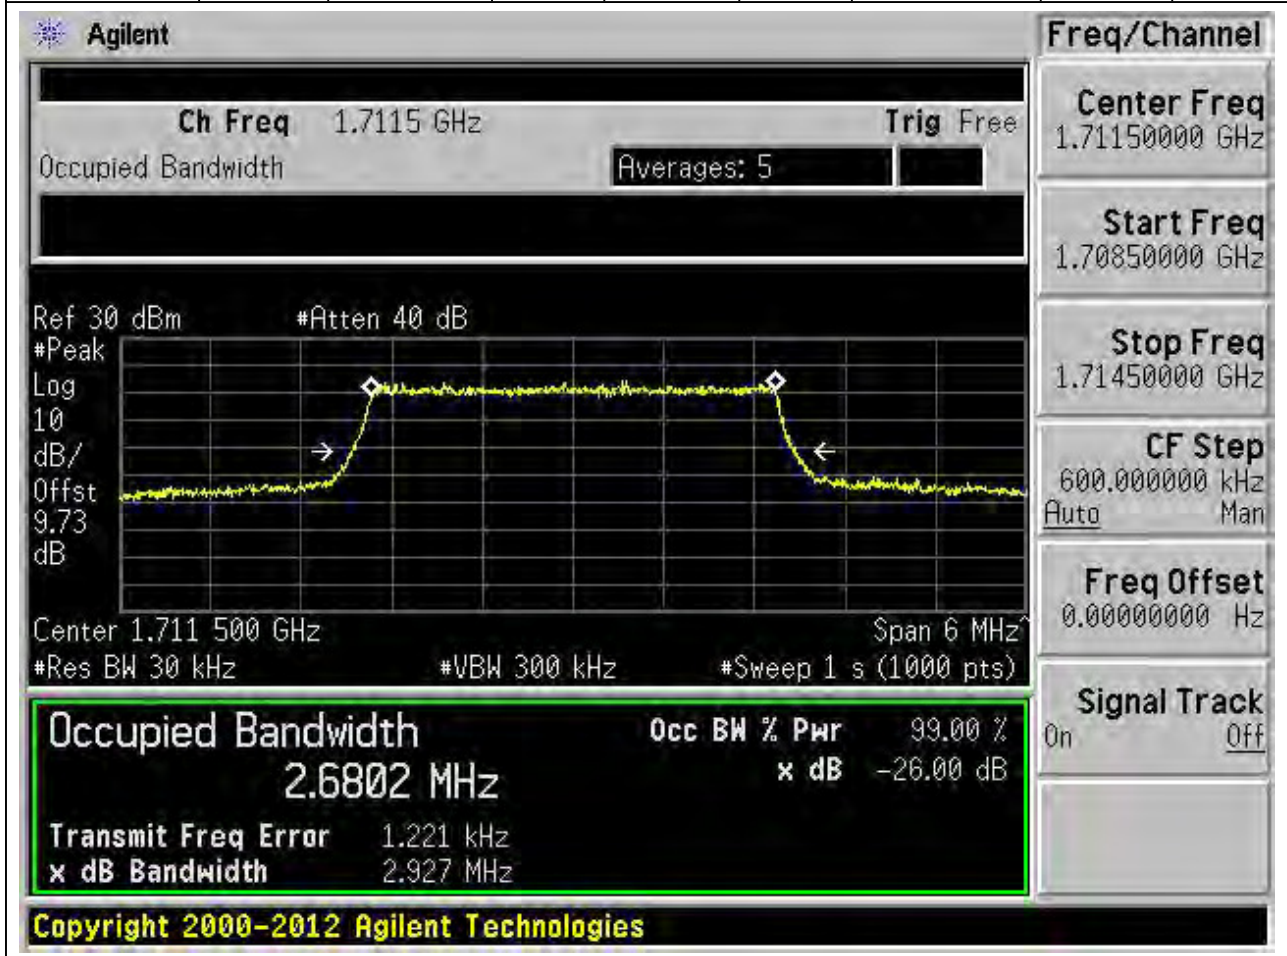 Agilent
Freq/Channel
Ch Freq 1.7115 GHz Trig Free
Occupied Bandwidth Averages: 5
Center Freq
1.71150000 GHz
Start Freq
1.70850000 GHz
Stop Freq
1.71450000 GHz
CF Step
600.000000 kHz
Auto Man
Freq Offset
0.00000000 Hz
Signal Track
On Off
Ref 30 dBm #Atten 40 dB
#Peak
Log
10
dB/
Offst
9.73
dB
Center 1.711 500 GHz Span 6 MHz^
#Res BW 30 kHz #VBW 300 kHz #Sweep 1 s (1000 pts)
Occupied Bandwidth Occ BW % Pwr 99.00 %
2.6802 MHz x dB -26.00 dB
Transmit Freq Error 1.221 kHz
x dB Bandwidth 2.927 MHz
Copyright 2000-2012 Agilent Technologies